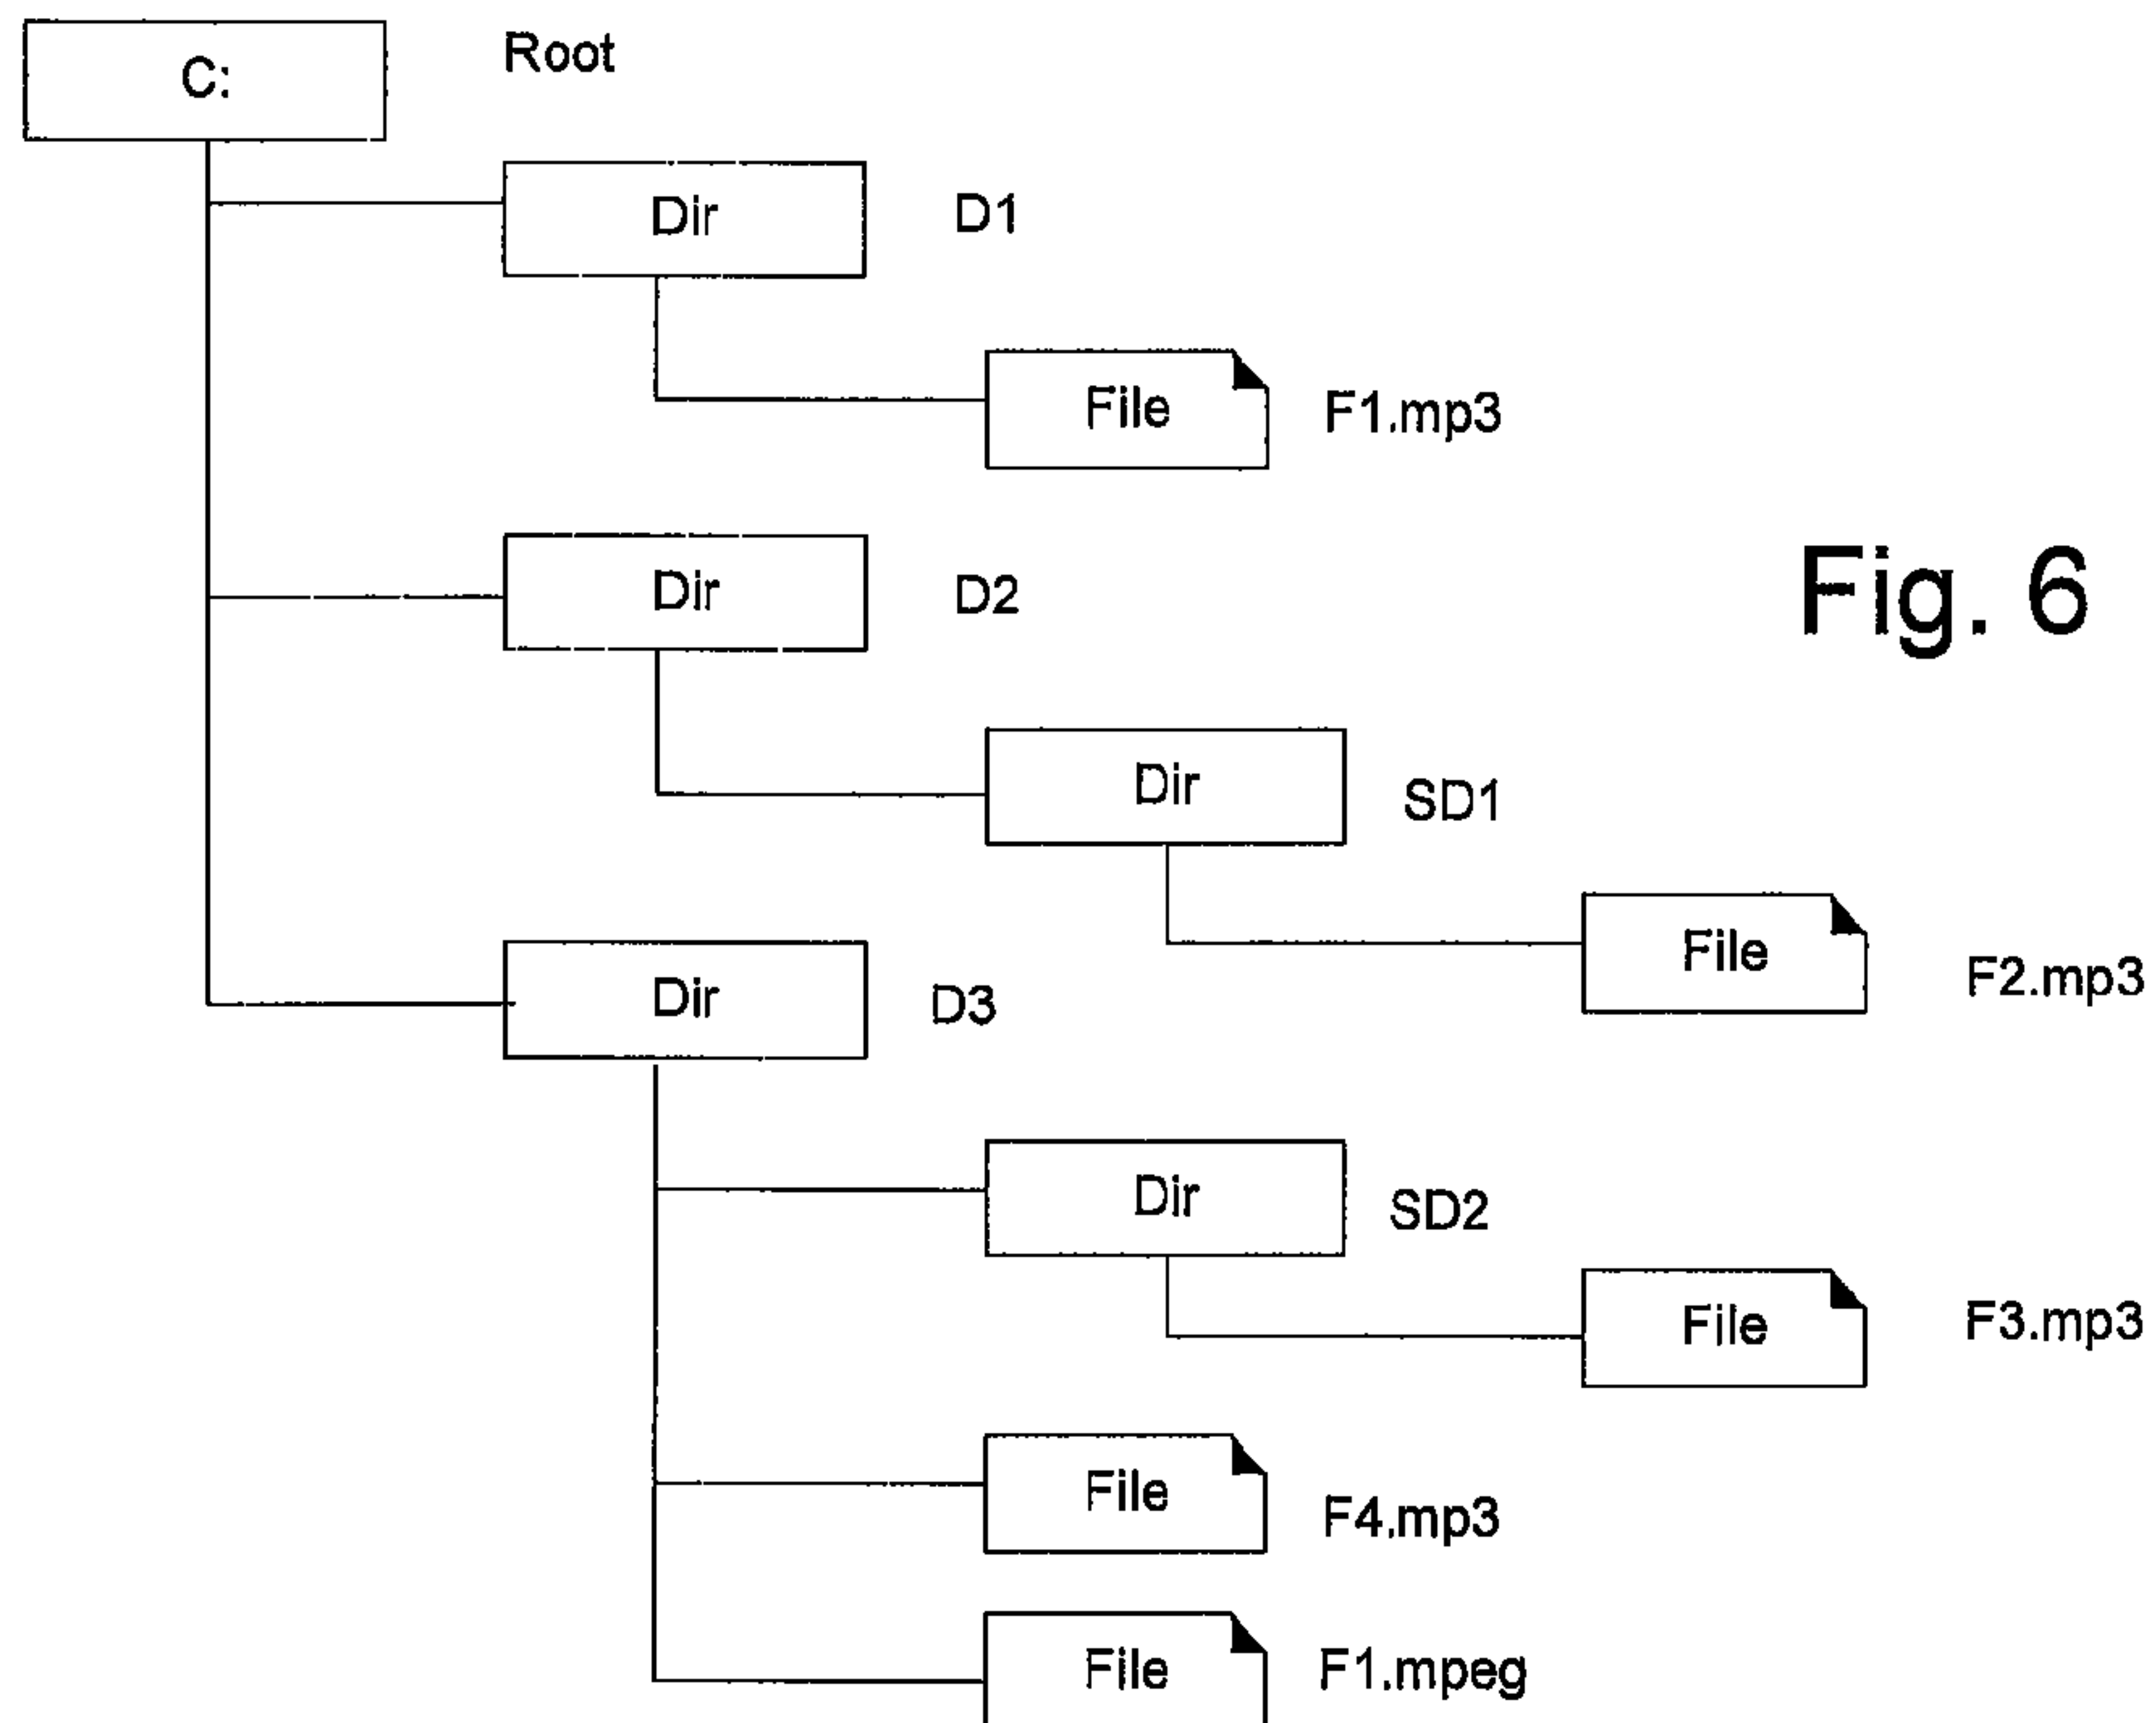 C:
Root
Dir
D1
File
F1.mp3
Dir
D2
Fig. 6
Dir
SD1
File
F2.mp3
Dir
D3
Dir
SD2
File
F3.mp3
File
F4.mp3
File
F1.mpeg